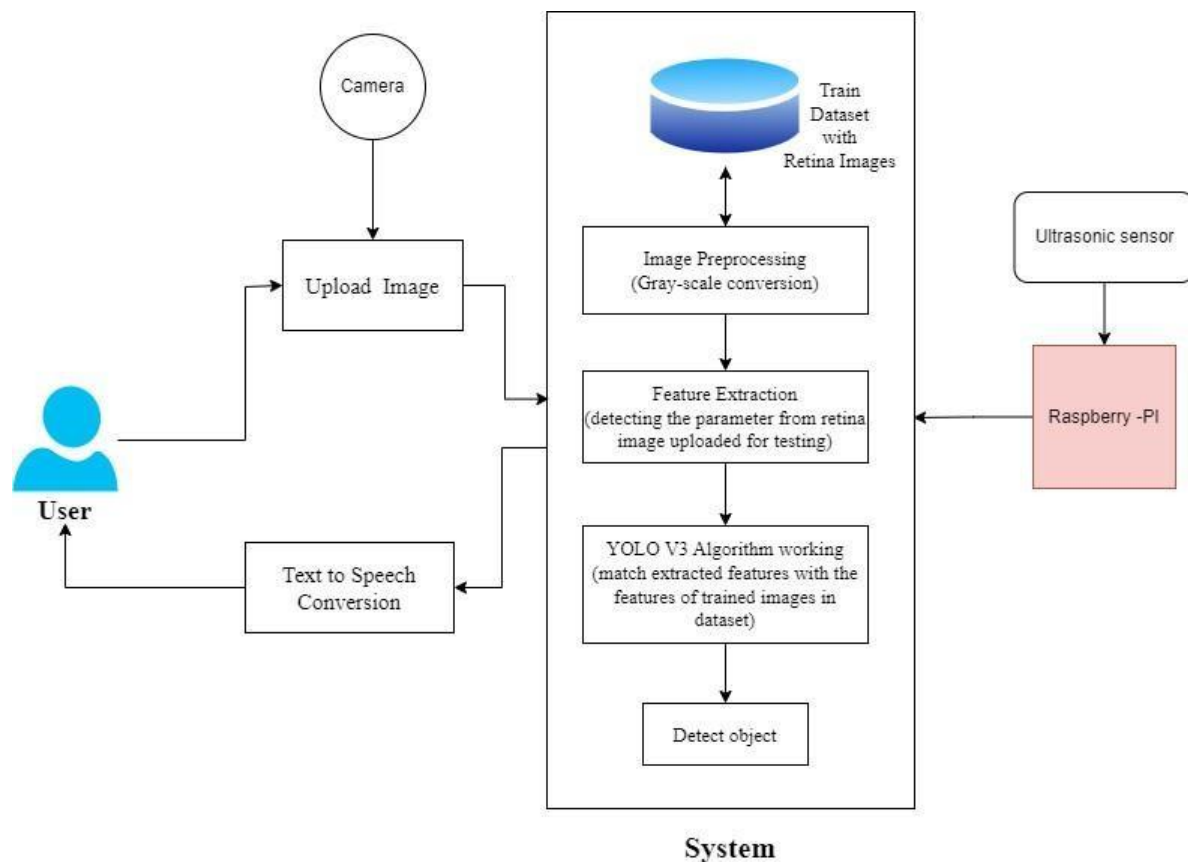 Camera
Train
Dataset
with
Retina Images
Ultrasonic sensor
Image Preprocessing
(Gray-scale conversion)
Upload Image
Feature Extraction
(detecting the parameter from retina
image uploaded for testing)
Raspberry -PI
User
YOLO V3 Algorithm working
(match extracted features with the
features of trained images in
dataset)
Text to Speech
Conversion
Detect object
System